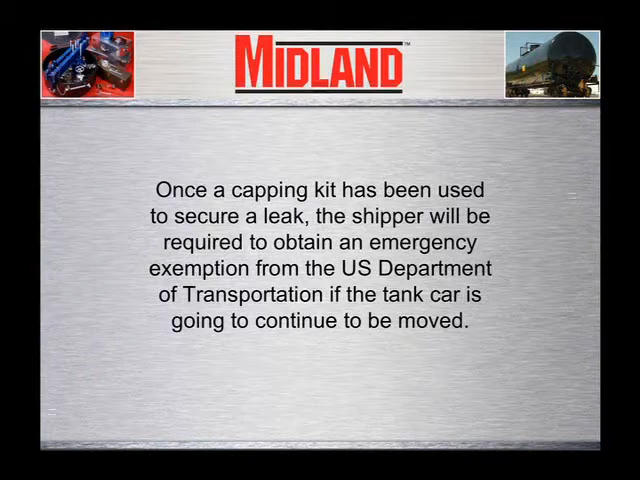 MIDLAND™
Once a capping kit has been used
to secure a leak, the shipper will be
required to obtain an emergency
exemption from the US Department
of Transportation if the tank car is
going to continue to be moved.